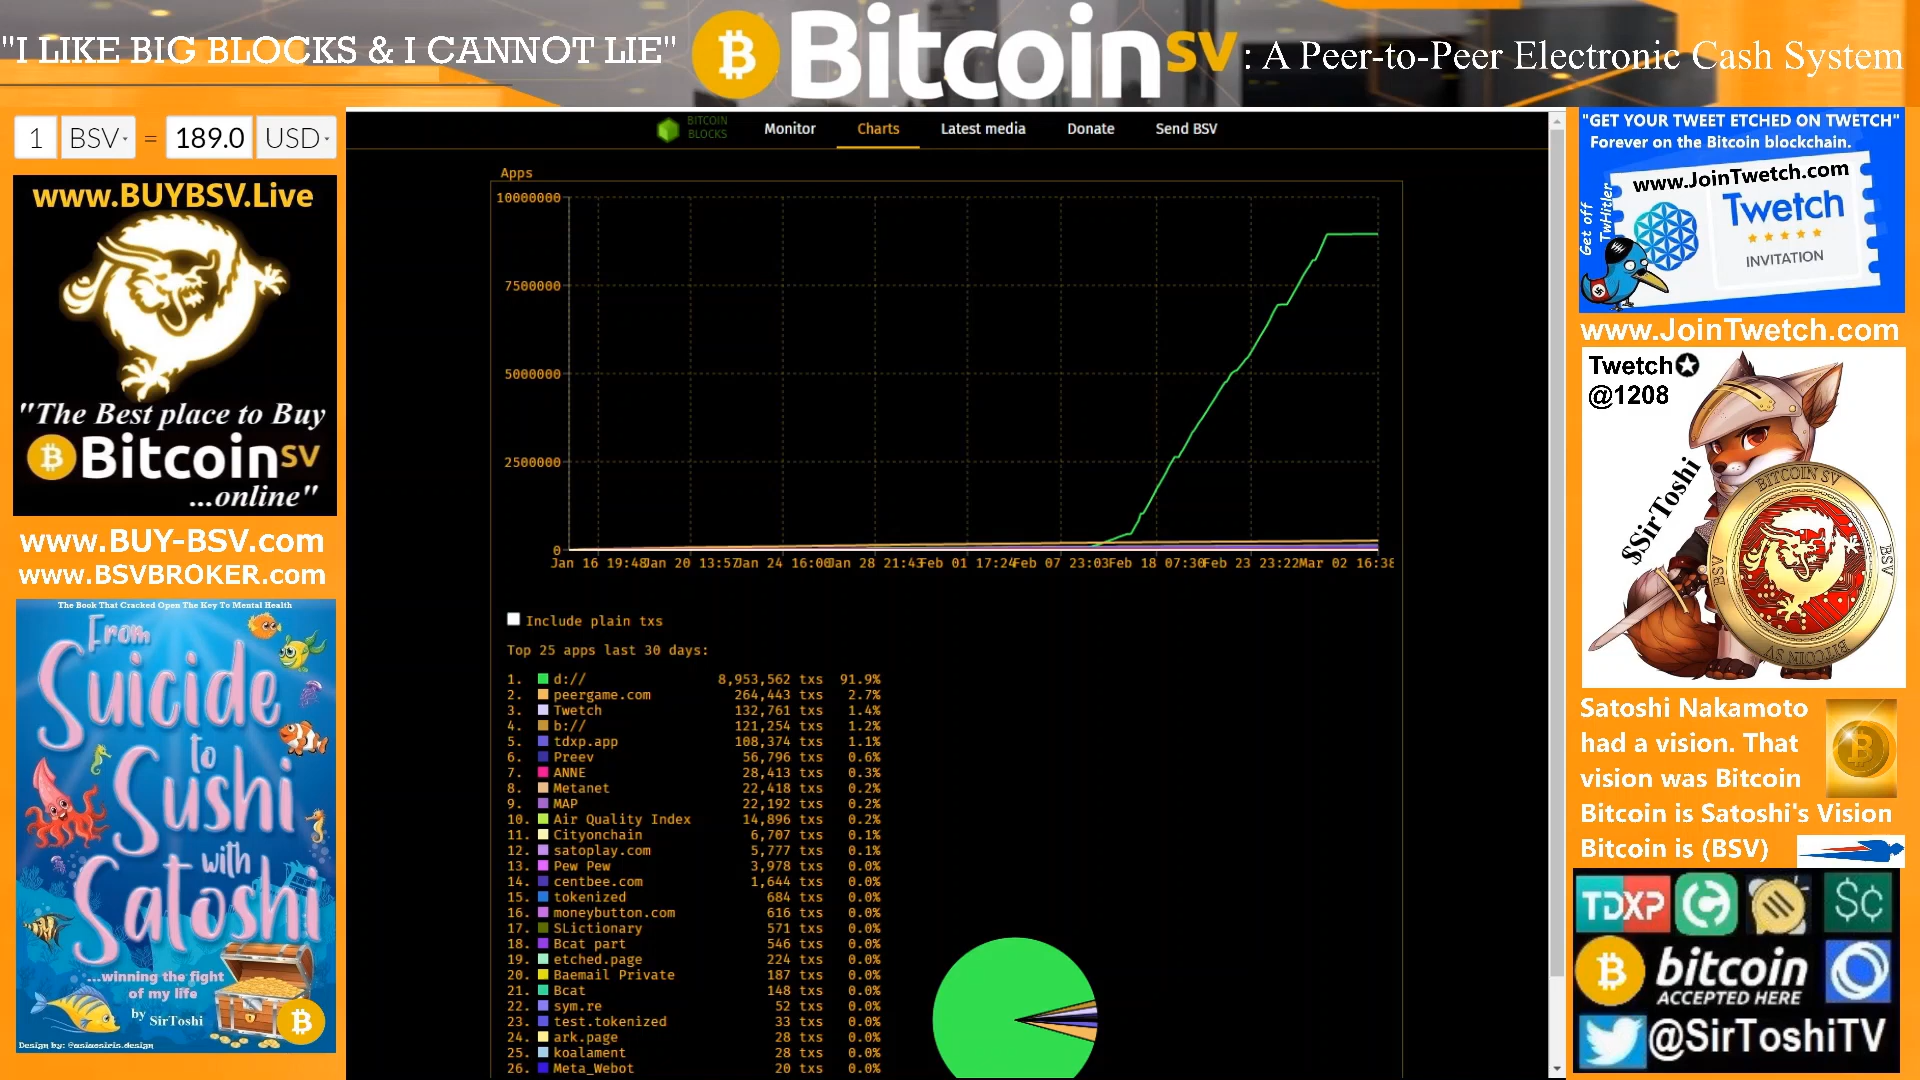 "I LIKE BIG BLOCKS & I CANNOT LIE"
Bitcoin SV : A Peer-to-Peer Electronic Cash System
1 BSV = 189.0 USD
www.BUYBSV.Live
"The Best place to Buy
Bitcoin SV
...online"
www.BUY-BSV.com
www.BSVBROKER.com
The Book That Cracked Open The Key To Mental Health
From
Suicide
to
Sushi
with
Satoshi
...winning the fight
of my life
by SirToshi
Design by: @asiaosiris.design
BITCOIN
BLOCKS
Monitor
Charts
Latest media
Donate
Send BSV
Apps
10000000
7500000
5000000
2500000
0
Jan 16 19:48
Jan 20 13:57
Jan 24 16:00
Jan 28 21:43
Feb 01 17:24
Feb 07 23:03
Feb 18 07:30
Feb 23 23:22
Mar 02 16:38
Include plain txs
Top 25 apps last 30 days:
1. d:// 8,953,562 txs 91.9%
2. peergame.com 264,443 txs 2.7%
3. Twetch 132,761 txs 1.4%
4. b:// 121,254 txs 1.2%
5. tdxp.app 108,374 txs 1.1%
6. Preev 56,796 txs 0.6%
7. ANNE 28,413 txs 0.3%
8. Metanet 22,418 txs 0.2%
9. MAP 22,192 txs 0.2%
10. Air Quality Index 14,896 txs 0.2%
11. Cityonchain 6,707 txs 0.1%
12. satoplay.com 5,777 txs 0.1%
13. Pew Pew 3,978 txs 0.0%
14. centbee.com 1,644 txs 0.0%
15. tokenized 684 txs 0.0%
16. moneybutton.com 616 txs 0.0%
17. SLictionary 571 txs 0.0%
18. Bcat part 546 txs 0.0%
19. etched.page 224 txs 0.0%
20. Baemail Private 187 txs 0.0%
21. Bcat 148 txs 0.0%
22. sym.re 52 txs 0.0%
23. test.tokenized 33 txs 0.0%
24. ark.page 28 txs 0.0%
25. koalament 28 txs 0.0%
26. Meta_Webot 20 txs 0.0%
"GET YOUR TWEET ETCHED ON TWETCH"
Forever on the Bitcoin blockchain.
www.JoinTwetch.com
Twetch
INVITATION
Get off
TwHitler
www.JoinTwetch.com
Twetch
@1208
$SirToshi
BITCOIN SV
BSV
BSV
BITCOIN SV
Satoshi Nakamoto
had a vision. That
vision was Bitcoin
Bitcoin is Satoshi's Vision
Bitcoin is (BSV)
TDXP
$C
bitcoin
ACCEPTED HERE
@SirToshiTV